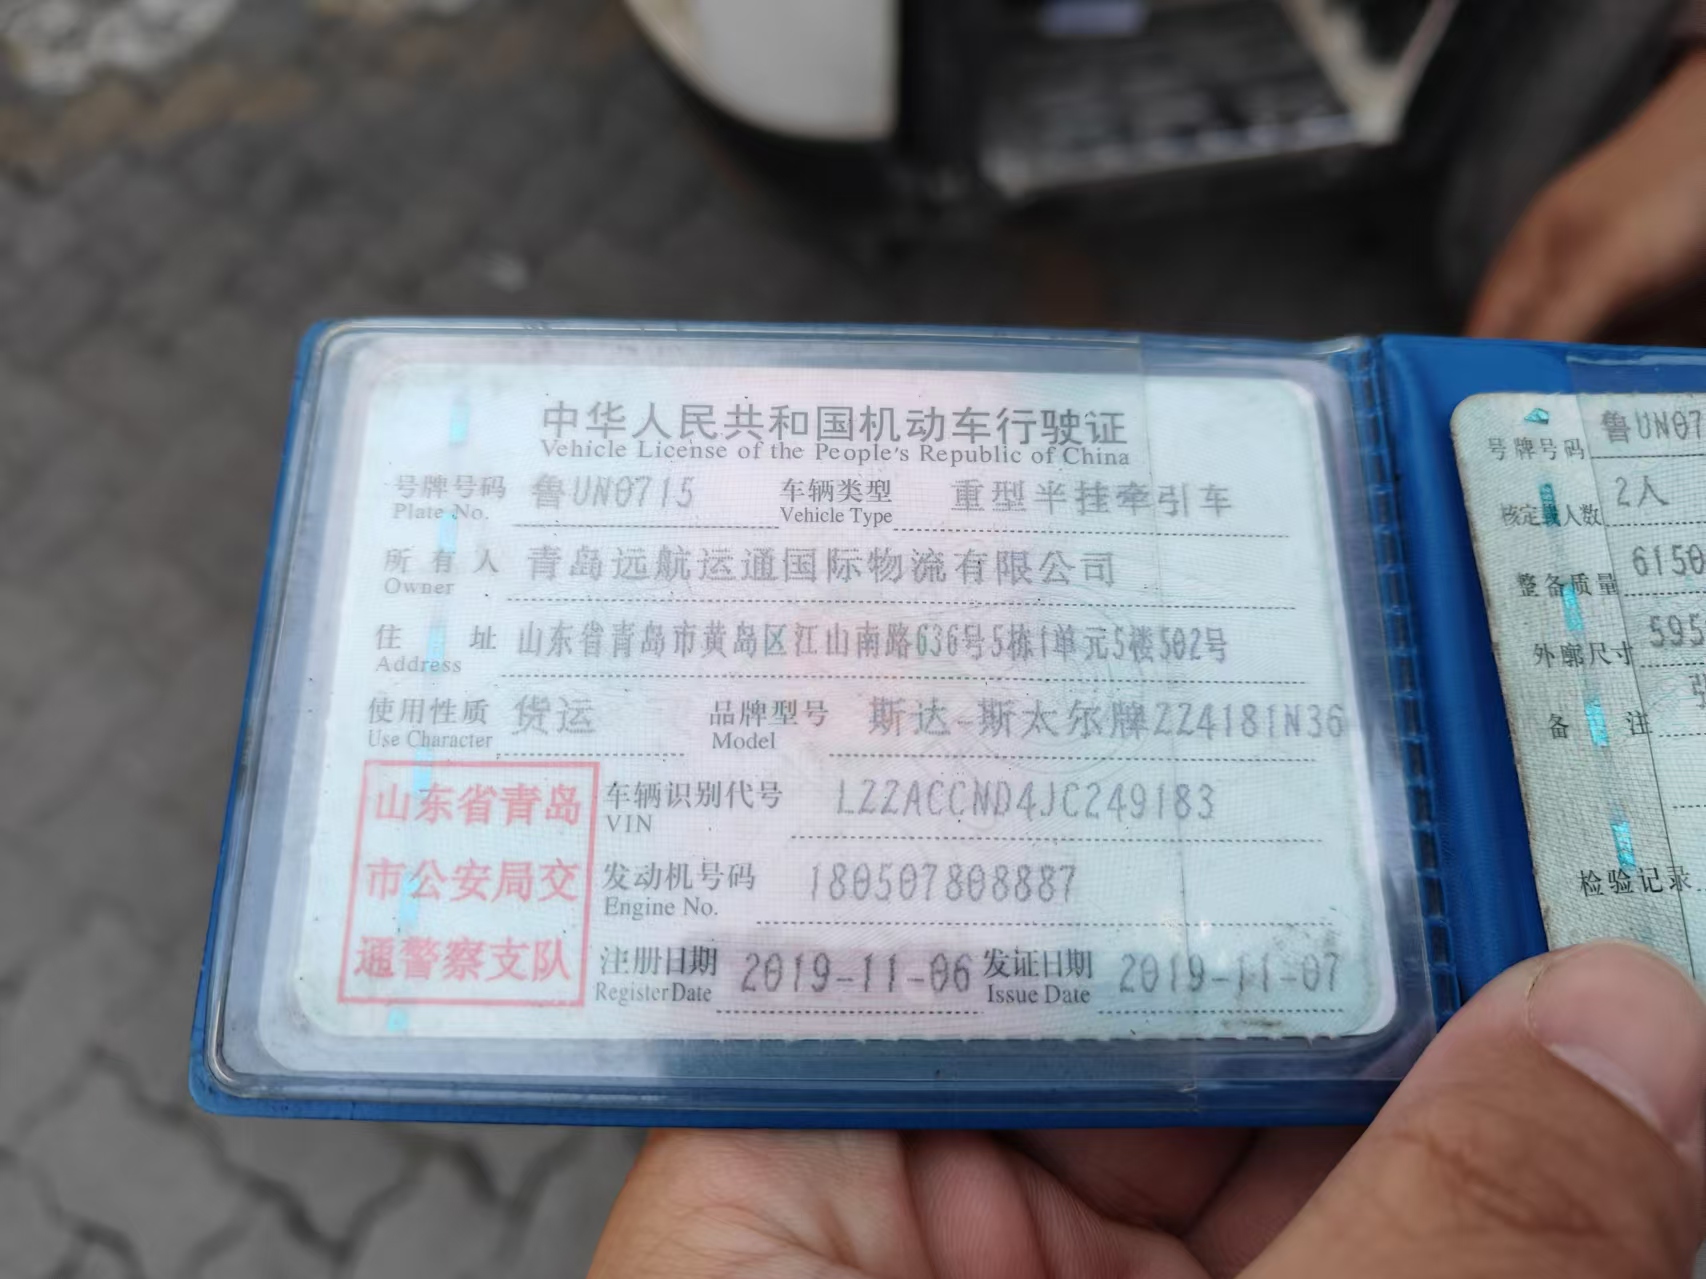 中华人民共和国机动车行驶证
Vehicle License of the People's Republic of China
号牌号码 鲁UN0715 车辆类型 重型半挂牵引车
Plate No. Vehicle Type
所有人 青岛远航运通国际物流有限公司
Owner
住址 山东省青岛市黄岛区江山南路636号5栋1单元5楼502号
Address
使用性质 货运 品牌型号 斯达-斯太尔牌ZZ4181N36
Use Character Model
车辆识别代号 LZZACCND4JC249183
VIN
发动机号码 180507808887
Engine No.
注册日期 2019-11-06 发证日期 2019-11-07
Register Date Issue Date
山东省青岛
市公安局交
通警察支队
号牌号码 鲁UN07
核定载人数 2人
整备质量 6150
外廓尺寸 595
备注
检验记录